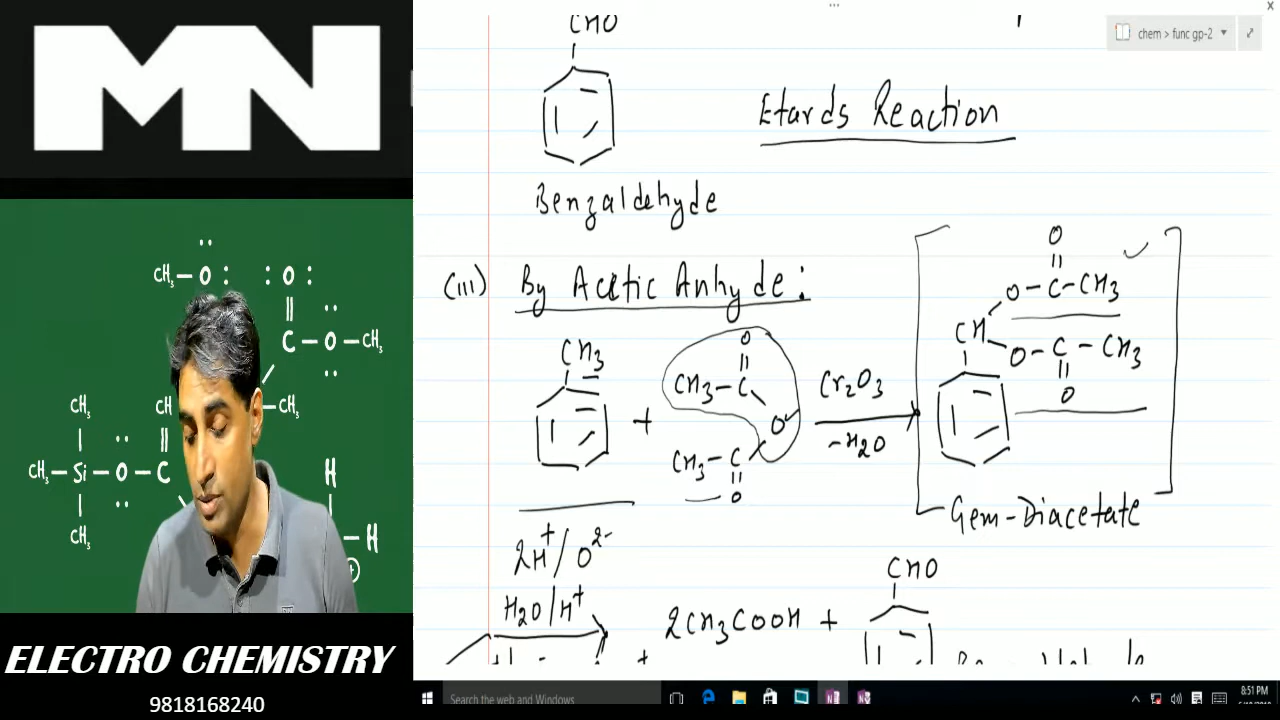 MN
CHO
chem > func gp-2
Etards Reaction
Benzaldehyde
(III) By Acetic Anhyde:
CH3
+
O
CH3-C
O
CH3-C
O
Cr2O3
-H2O
O
O-C-CH3
CH
O-C-CH3
O
Gem-Diacetate
2H+/O2-
H2O/H+
2CH3COOH +
CHO
CH3 — O :
: O :
C — O — CH3
CH3
CH
CH3
CH3 — Si — O — C
H
CH3
H
ELECTRO CHEMISTRY
9818168240
Search the web and Windows
8:51 PM